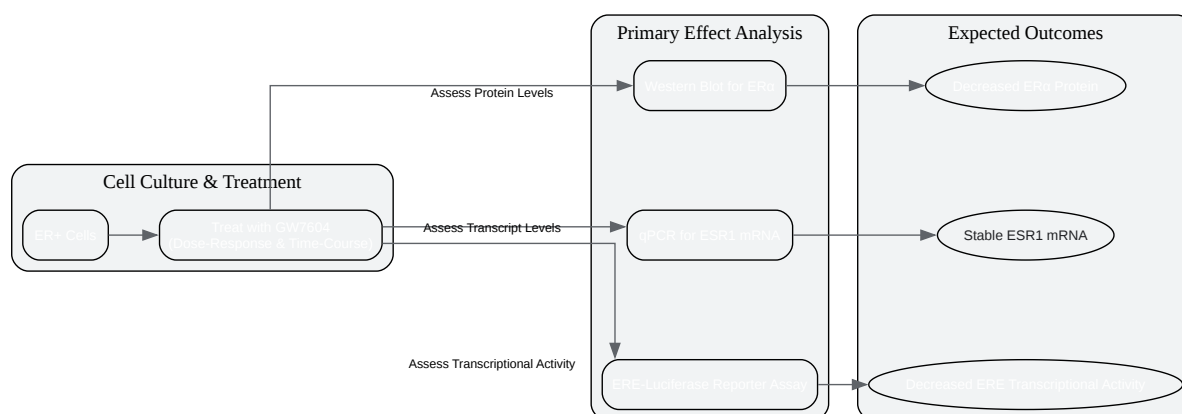 Primary Effect Analysis
Expected Outcomes
Western Blot for ERα
Decreased ERα Protein
Assess Protein Levels
Cell Culture & Treatment
ER+ Cells
Treat with GW7604
(Dose-Response & Time-Course)
Assess Transcript Levels
qPCR for ESR1 mRNA
Stable ESR1 mRNA
Assess Transcriptional Activity
ERE-Luciferase Reporter Assay
Decreased ERE Transcriptional Activity